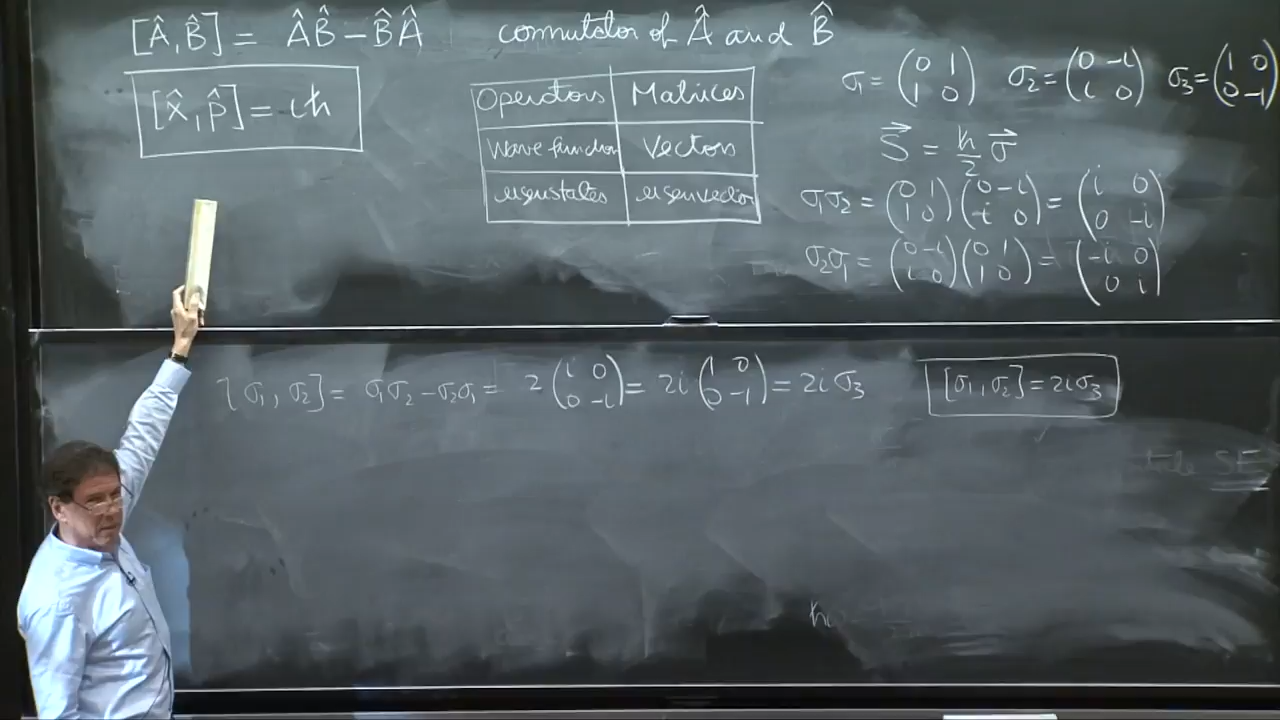 [Â,B̂] = ÂB̂ − B̂Â commutator of Â and B̂
[x̂,p̂] = iħ
Operators Matrices
Wave function Vectors
eigenstates eigenvector
σ₁ = (0 1; 1 0) σ₂ = (0 −i; i 0) σ₃ = (1 0; 0 −1)
S⃗ = ħ/2 σ⃗
σ₁σ₂ = (0 1; 1 0)(0 −i; i 0) = (i 0; 0 −i)
σ₂σ₁ = (0 −i; i 0)(0 1; 1 0) = (−i 0; 0 i)
[σ₁, σ₂] = σ₁σ₂ − σ₂σ₁ = 2(i 0; 0 −i) = 2i(1 0; 0 −1) = 2iσ₃
[σ₁,σ₂] = 2iσ₃
the SE